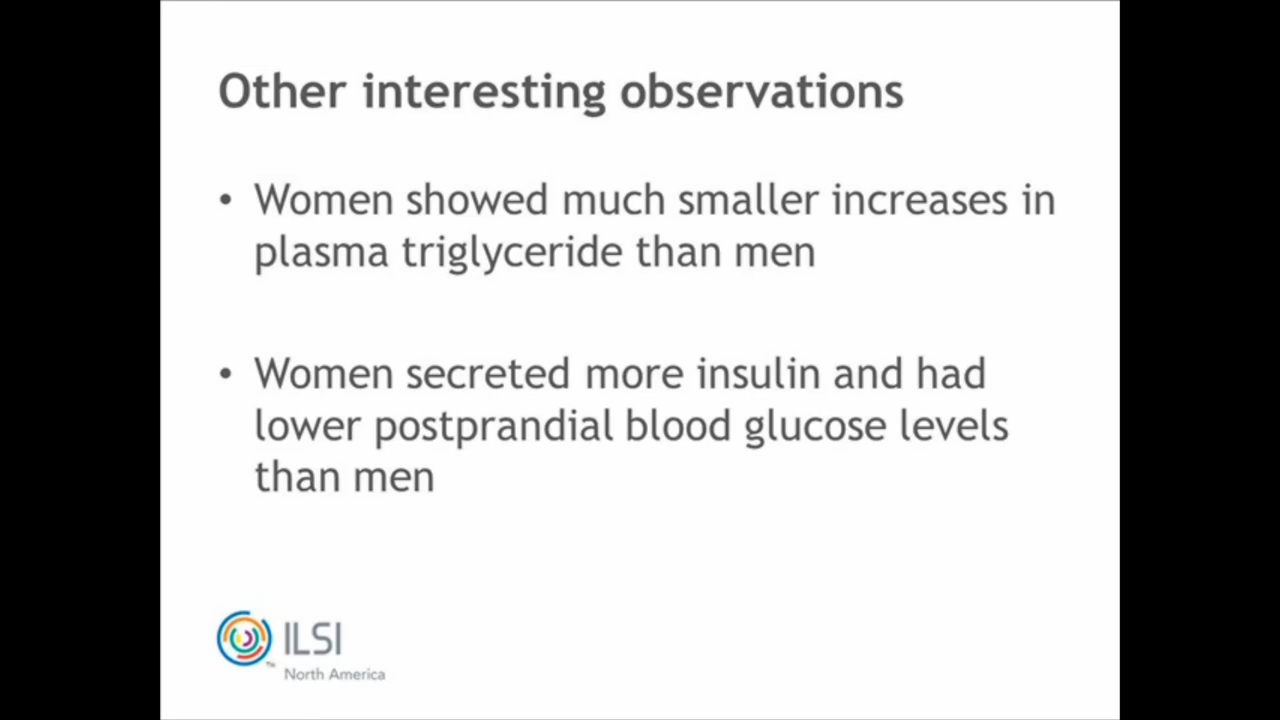 Other interesting observations
• Women showed much smaller increases in
plasma triglyceride than men
• Women secreted more insulin and had
lower postprandial blood glucose levels
than men
ILSI
TM
North America